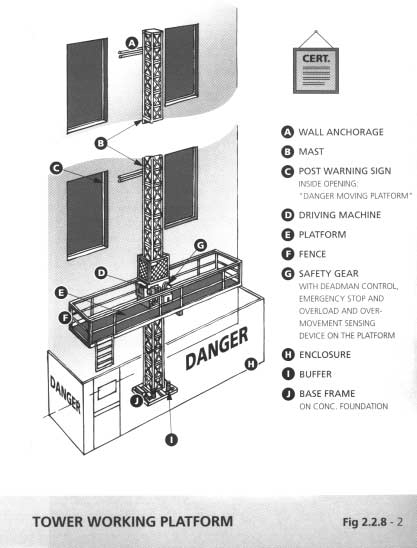 CERT.
A WALL ANCHORAGE
B MAST
C POST WARNING SIGN
INSIDE OPENING:
"DANGER MOVING PLATFORM"
D DRIVING MACHINE
E PLATFORM
F FENCE
G SAFETY GEAR
WITH DEADMAN CONTROL,
EMERGENCY STOP AND
OVERLOAD AND OVER-
MOVEMENT SENSING
DEVICE ON THE PLATFORM
H ENCLOSURE
I BUFFER
J BASE FRAME
ON CONC. FOUNDATION
A
B
C
G
D
E
F
DANGER
DANGER
H
J
I
TOWER WORKING PLATFORM
Fig 2.2.8 - 2